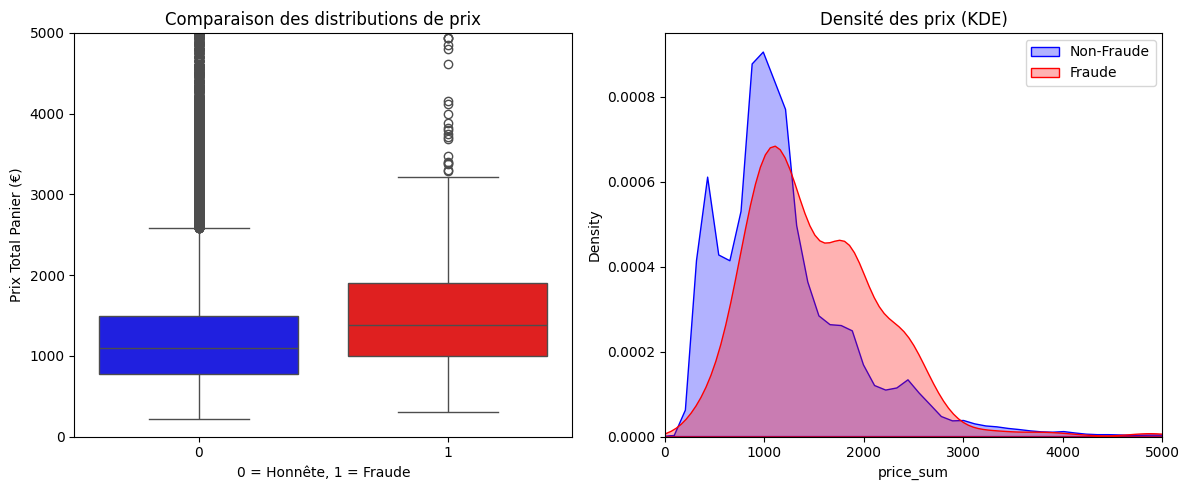 Comparaison des distributions de prix
Prix Total Panier (€)
5000
4000
3000
2000
1000
0
0
1
0 = Honnête, 1 = Fraude
Densité des prix (KDE)
Non-Fraude
Fraude
Density
0.0008
0.0006
0.0004
0.0002
0.0000
0
1000
2000
3000
4000
5000
price_sum